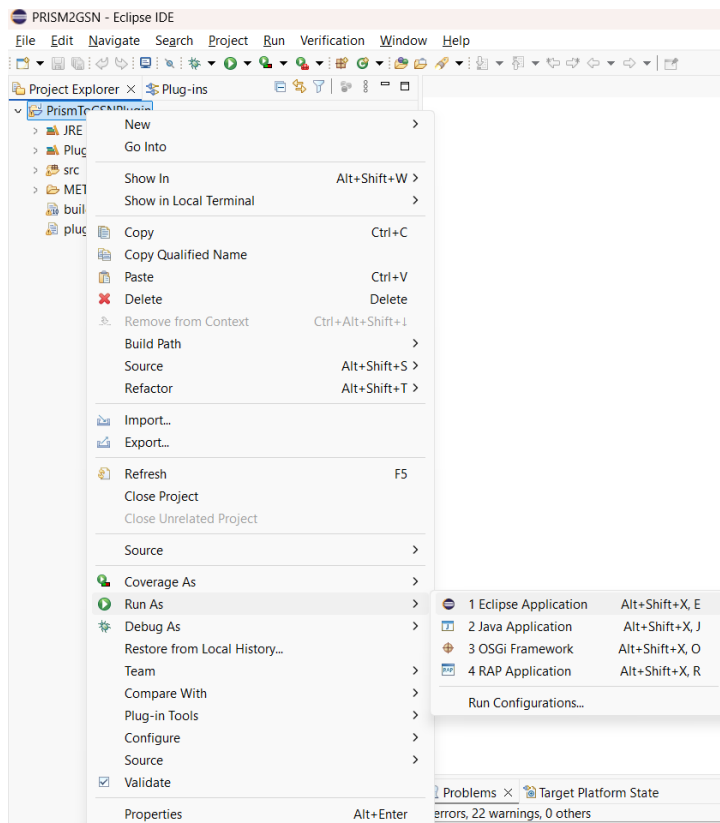 PRISM2GSN - Eclipse IDE
File Edit Navigate Search Project Run Verification Window Help
Project Explorer Plug-ins
PrismToGSNPlugin
JRE
Plug
src
MET
buil
plug
New
Go Into
Show In Alt+Shift+W
Show in Local Terminal
Copy Ctrl+C
Copy Qualified Name
Paste Ctrl+V
Delete Delete
Remove from Context Ctrl+Alt+Shift+↓
Build Path
Source Alt+Shift+S
Refactor Alt+Shift+T
Import...
Export...
Refresh F5
Close Project
Close Unrelated Project
Source
Coverage As
Run As
Debug As
Restore from Local History...
Team
Compare With
Plug-in Tools
Configure
Source
Validate
Properties Alt+Enter
1 Eclipse Application Alt+Shift+X, E
2 Java Application Alt+Shift+X, J
3 OSGi Framework Alt+Shift+X, O
4 RAP Application Alt+Shift+X, R
Run Configurations...
Problems Target Platform State
errors, 22 warnings, 0 others